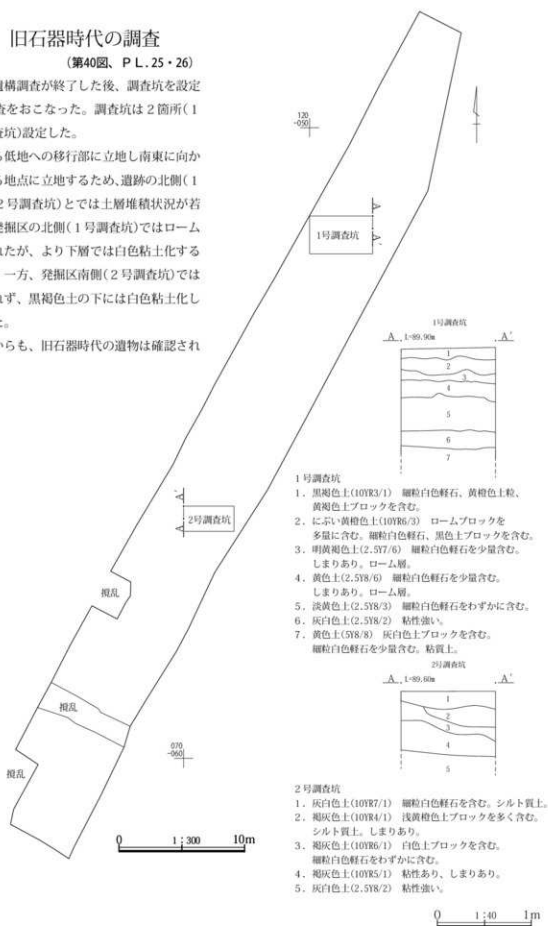 旧石器時代の調査
(第40図、ＰＬ.25・26)
遺構調査が終了した後、調査坑を設定
査をおこなった。調査坑は２箇所(１
査坑)設定した。
る低地への移行部に立地し南東に向か
る地点に立地するため、遺跡の北側(１
２号調査坑)とでは土層堆積状況が若
発掘区の北側(１号調査坑)ではローム
れたが、より下層では白色粘土化する
。一方、発掘区南側(２号調査坑)では
れず、黒褐色土の下には白色粘土化し
た。
からも、旧石器時代の遺物は確認され
120
-050
A
A'
1号調査坑
A'
A
2号調査坑
撹乱
撹乱
撹乱
070
-060
0 1:300 10m
1号調査坑
A L=89.90m A'
1
2
3
4
5
6
7
１号調査坑
１．黒褐色土(10YR3/1) 細粒白色軽石、黄橙色土粒、
黄褐色土ブロックを含む。
２．にぶい黄橙色土(10YR6/3) ロームブロックを
多量に含む。細粒白色軽石、黒色土ブロックを含む。
３．明黄褐色土(2.5Y7/6) 細粒白色軽石を少量含む。
しまりあり。ローム層。
４．黄色土(2.5Y8/6) 細粒白色軽石を少量含む。
しまりあり。ローム層。
５．淡黄色土(2.5Y8/3) 細粒白色軽石をわずかに含む。
６．灰白色土(2.5Y8/2) 粘性強い。
７．黄色土(5Y8/8) 灰白色土ブロックを含む。
細粒白色軽石を少量含む。粘質土。
2号調査坑
A L=89.60m A'
1
2
3
4
5
２号調査坑
１．灰白色土(10YR7/1) 細粒白色軽石を含む。シルト質土。
２．褐灰色土(10YR4/1) 浅黄橙色土ブロックを多く含む。
シルト質土。しまりあり。
３．褐灰色土(10YR6/1) 白色土ブロックを含む。
細粒白色軽石をわずかに含む。
４．褐灰色土(10YR5/1) 粘性あり、しまりあり。
５．灰白色土(2.5Y8/2) 粘性強い。
0 1:40 1m